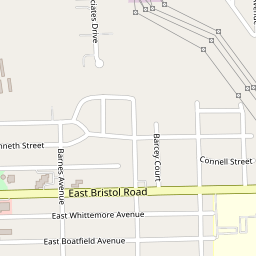 ciates Drive
nneth Street
Barnes Avenue
Barcey Court
Connell Street
East Bristol Road
East Whittemore Avenue
East Boatfield Avenue